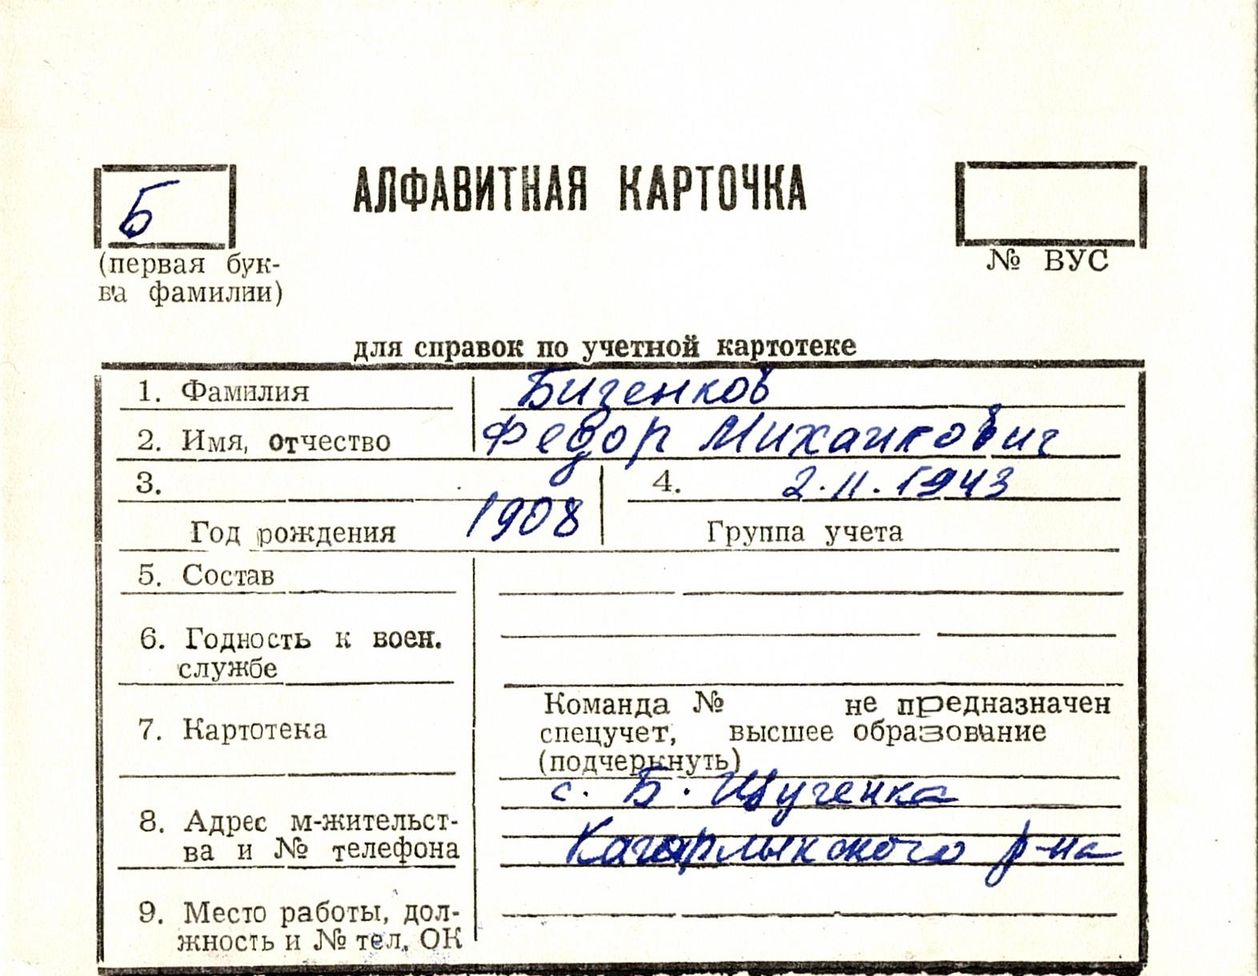 Б
АЛФАВИТНАЯ КАРТОЧКА
(первая бук-
ва фамилии)
№ ВУС
для справок по учетной картотеке
1. Фамилия Бизенков
2. Имя, отчество Федор Михайлович
3. 4. 2.11.1943
Год рождения 1908 Группа учета
5. Состав
6. Годность к воен.
службе
Команда № не предназначен
7. Картотека спецучет, высшее образование
(подчеркнуть)
с. Б. Щученка
8. Адрес м-жительст-
ва и № телефона Кагарлыкского р-на
9. Место работы, дол-
жность и № тел. ОК